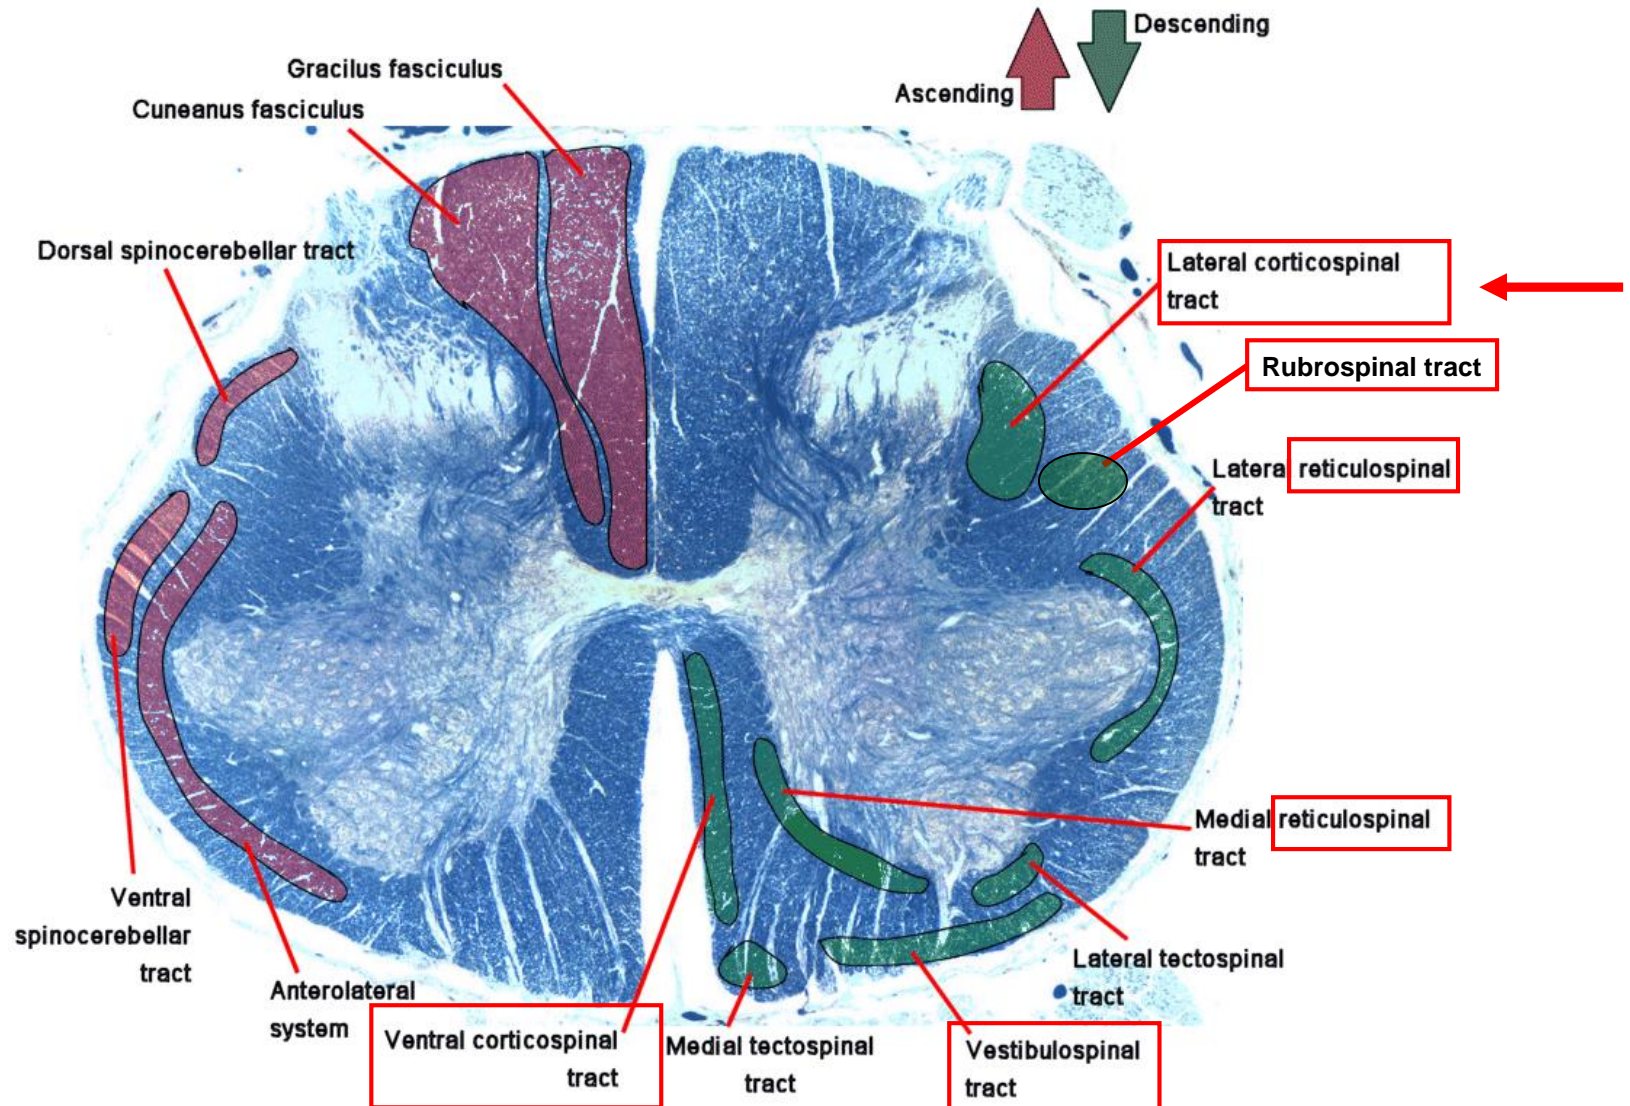 Descending
Ascending
Gracilus fasciculus
Cuneanus fasciculus
Dorsal spinocerebellar tract
Lateral corticospinal
tract
Rubrospinal tract
Lateral reticulospinal
tract
Medial reticulospinal
tract
Ventral
spinocerebellar
tract
Anterolateral
system
Lateral tectospinal
tract
Ventral corticospinal
tract
Medial tectospinal
tract
Vestibulospinal
tract